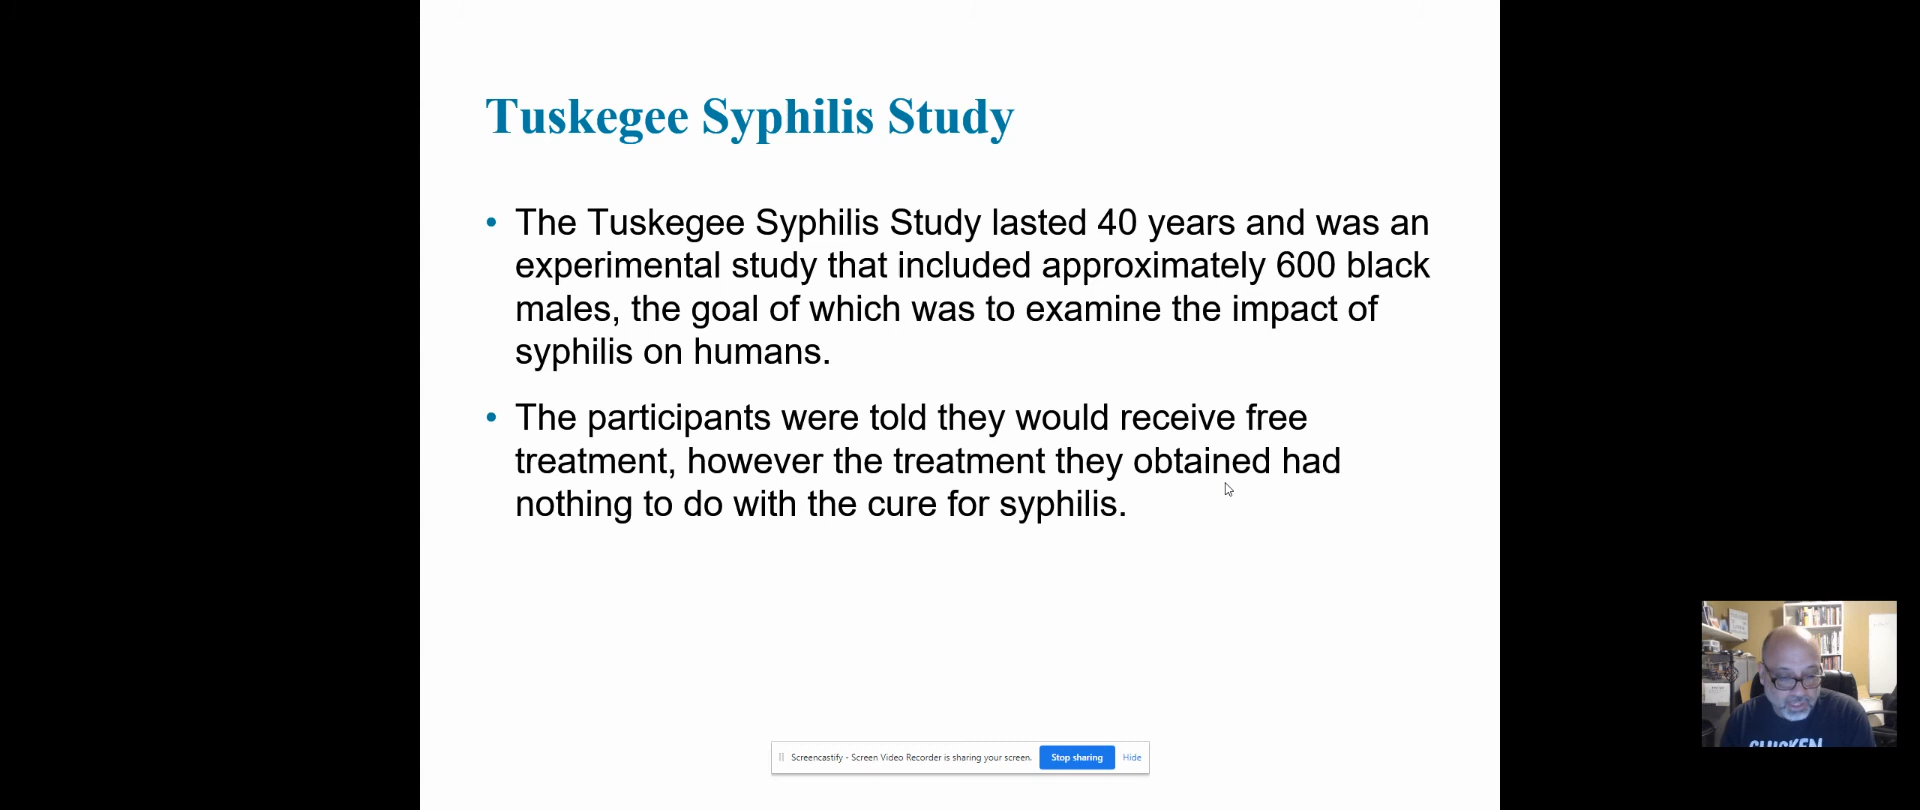 Tuskegee Syphilis Study
• The Tuskegee Syphilis Study lasted 40 years and was an
experimental study that included approximately 600 black
males, the goal of which was to examine the impact of
syphilis on humans.
• The participants were told they would receive free
treatment, however the treatment they obtained had
nothing to do with the cure for syphilis.
Screencastify - Screen Video Recorder is sharing your screen. Stop sharing Hide
CHICKEN